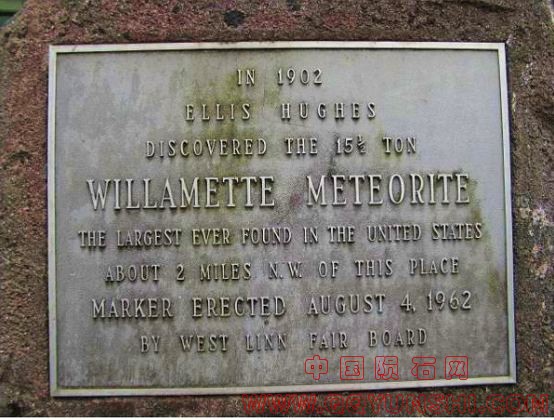 IN 1902
ELLIS HUGHES
DISCOVERED THE 15½ TON
WILLAMETTE METEORITE
THE LARGEST EVER FOUND IN THE UNITED STATES
ABOUT 2 MILES N.W. OF THIS PLACE
MARKER ERECTED AUGUST 4, 1962
BY WEST LINN FAIR BOARD
中国陨石网